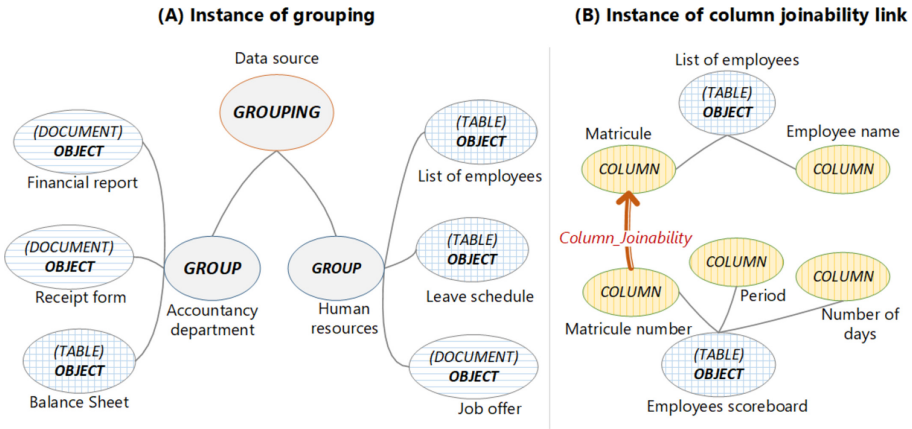 (A) Instance of grouping
Data source
GROUPING
(DOCUMENT)
OBJECT
Financial report
(DOCUMENT)
OBJECT
Receipt form
(TABLE)
OBJECT
Balance Sheet
GROUP
Accountancy
department
GROUP
Human
resources
(TABLE)
OBJECT
List of employees
(TABLE)
OBJECT
Leave schedule
(DOCUMENT)
OBJECT
Job offer
(B) Instance of column joinability link
List of employees
(TABLE)
OBJECT
Matricule
COLUMN
Employee name
COLUMN
Column_Joinability
COLUMN
Matricule number
COLUMN
Period
COLUMN
Number of
days
(TABLE)
OBJECT
Employees scoreboard